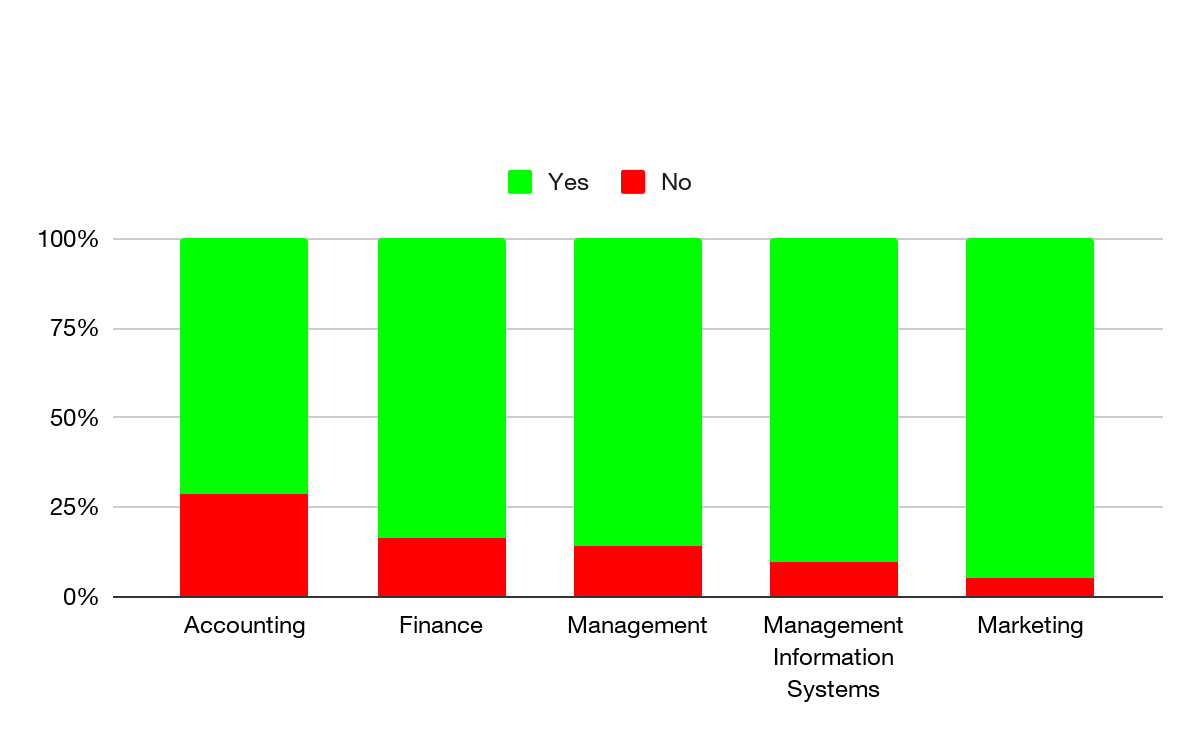 Yes No
100%
75%
50%
25%
0%
Accounting Finance Management Management Marketing
Information
Systems